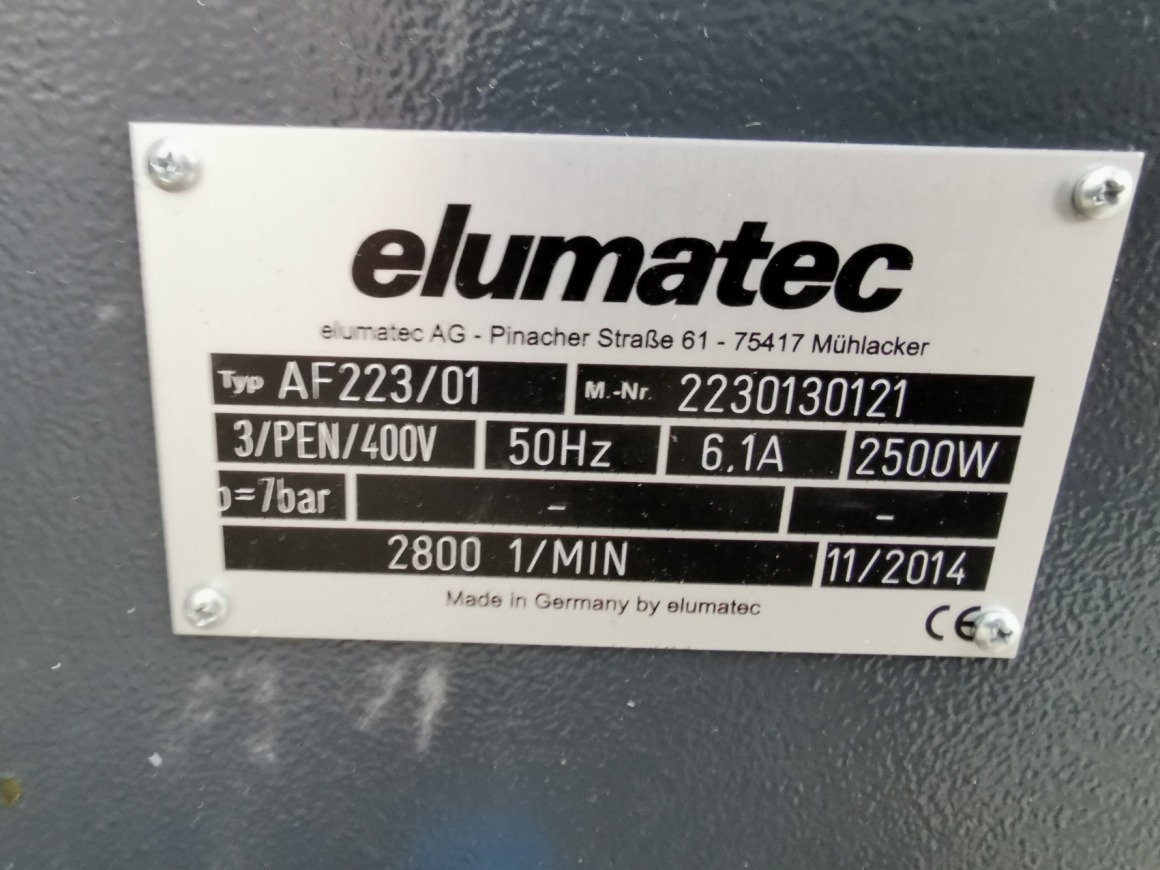 elumatec
elumatec AG - Pinacher Straße 61 - 75417 Mühlacker
Typ AF223/01 M.-Nr. 2230130121
3/PEN/400V 50Hz 6,1A 2500W
p=7bar - -
2800 1/MIN 11/2014
Made in Germany by elumatec
CE